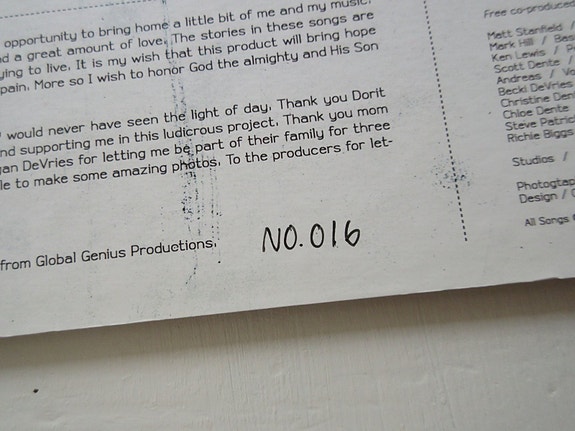 opportunity to bring home a little bit of me and my music.
a great amount of love. The stories in these songs are
ying to live. It is my wish that this product will bring hope
pain. More so I wish to honor God the almighty and His Son
would never have seen the light of day. Thank you Dorit
nd supporting me in this ludicrous project. Thank you mom
gan DeVries for letting me be part of their family for three
le to make some amazing photos. To the producers for let-
from Global Genius Productions.
NO.016
Free co-produced
Matt Stanfield /
Mark Hill / Bas
Ken Lewis / P
Scott Dente /
Andreas / Vo
Becki DeVries
Christine Den
Chloe Dente
Steve Patric
Richie Biggs
Studios /
Photograp
Design /
All Songs